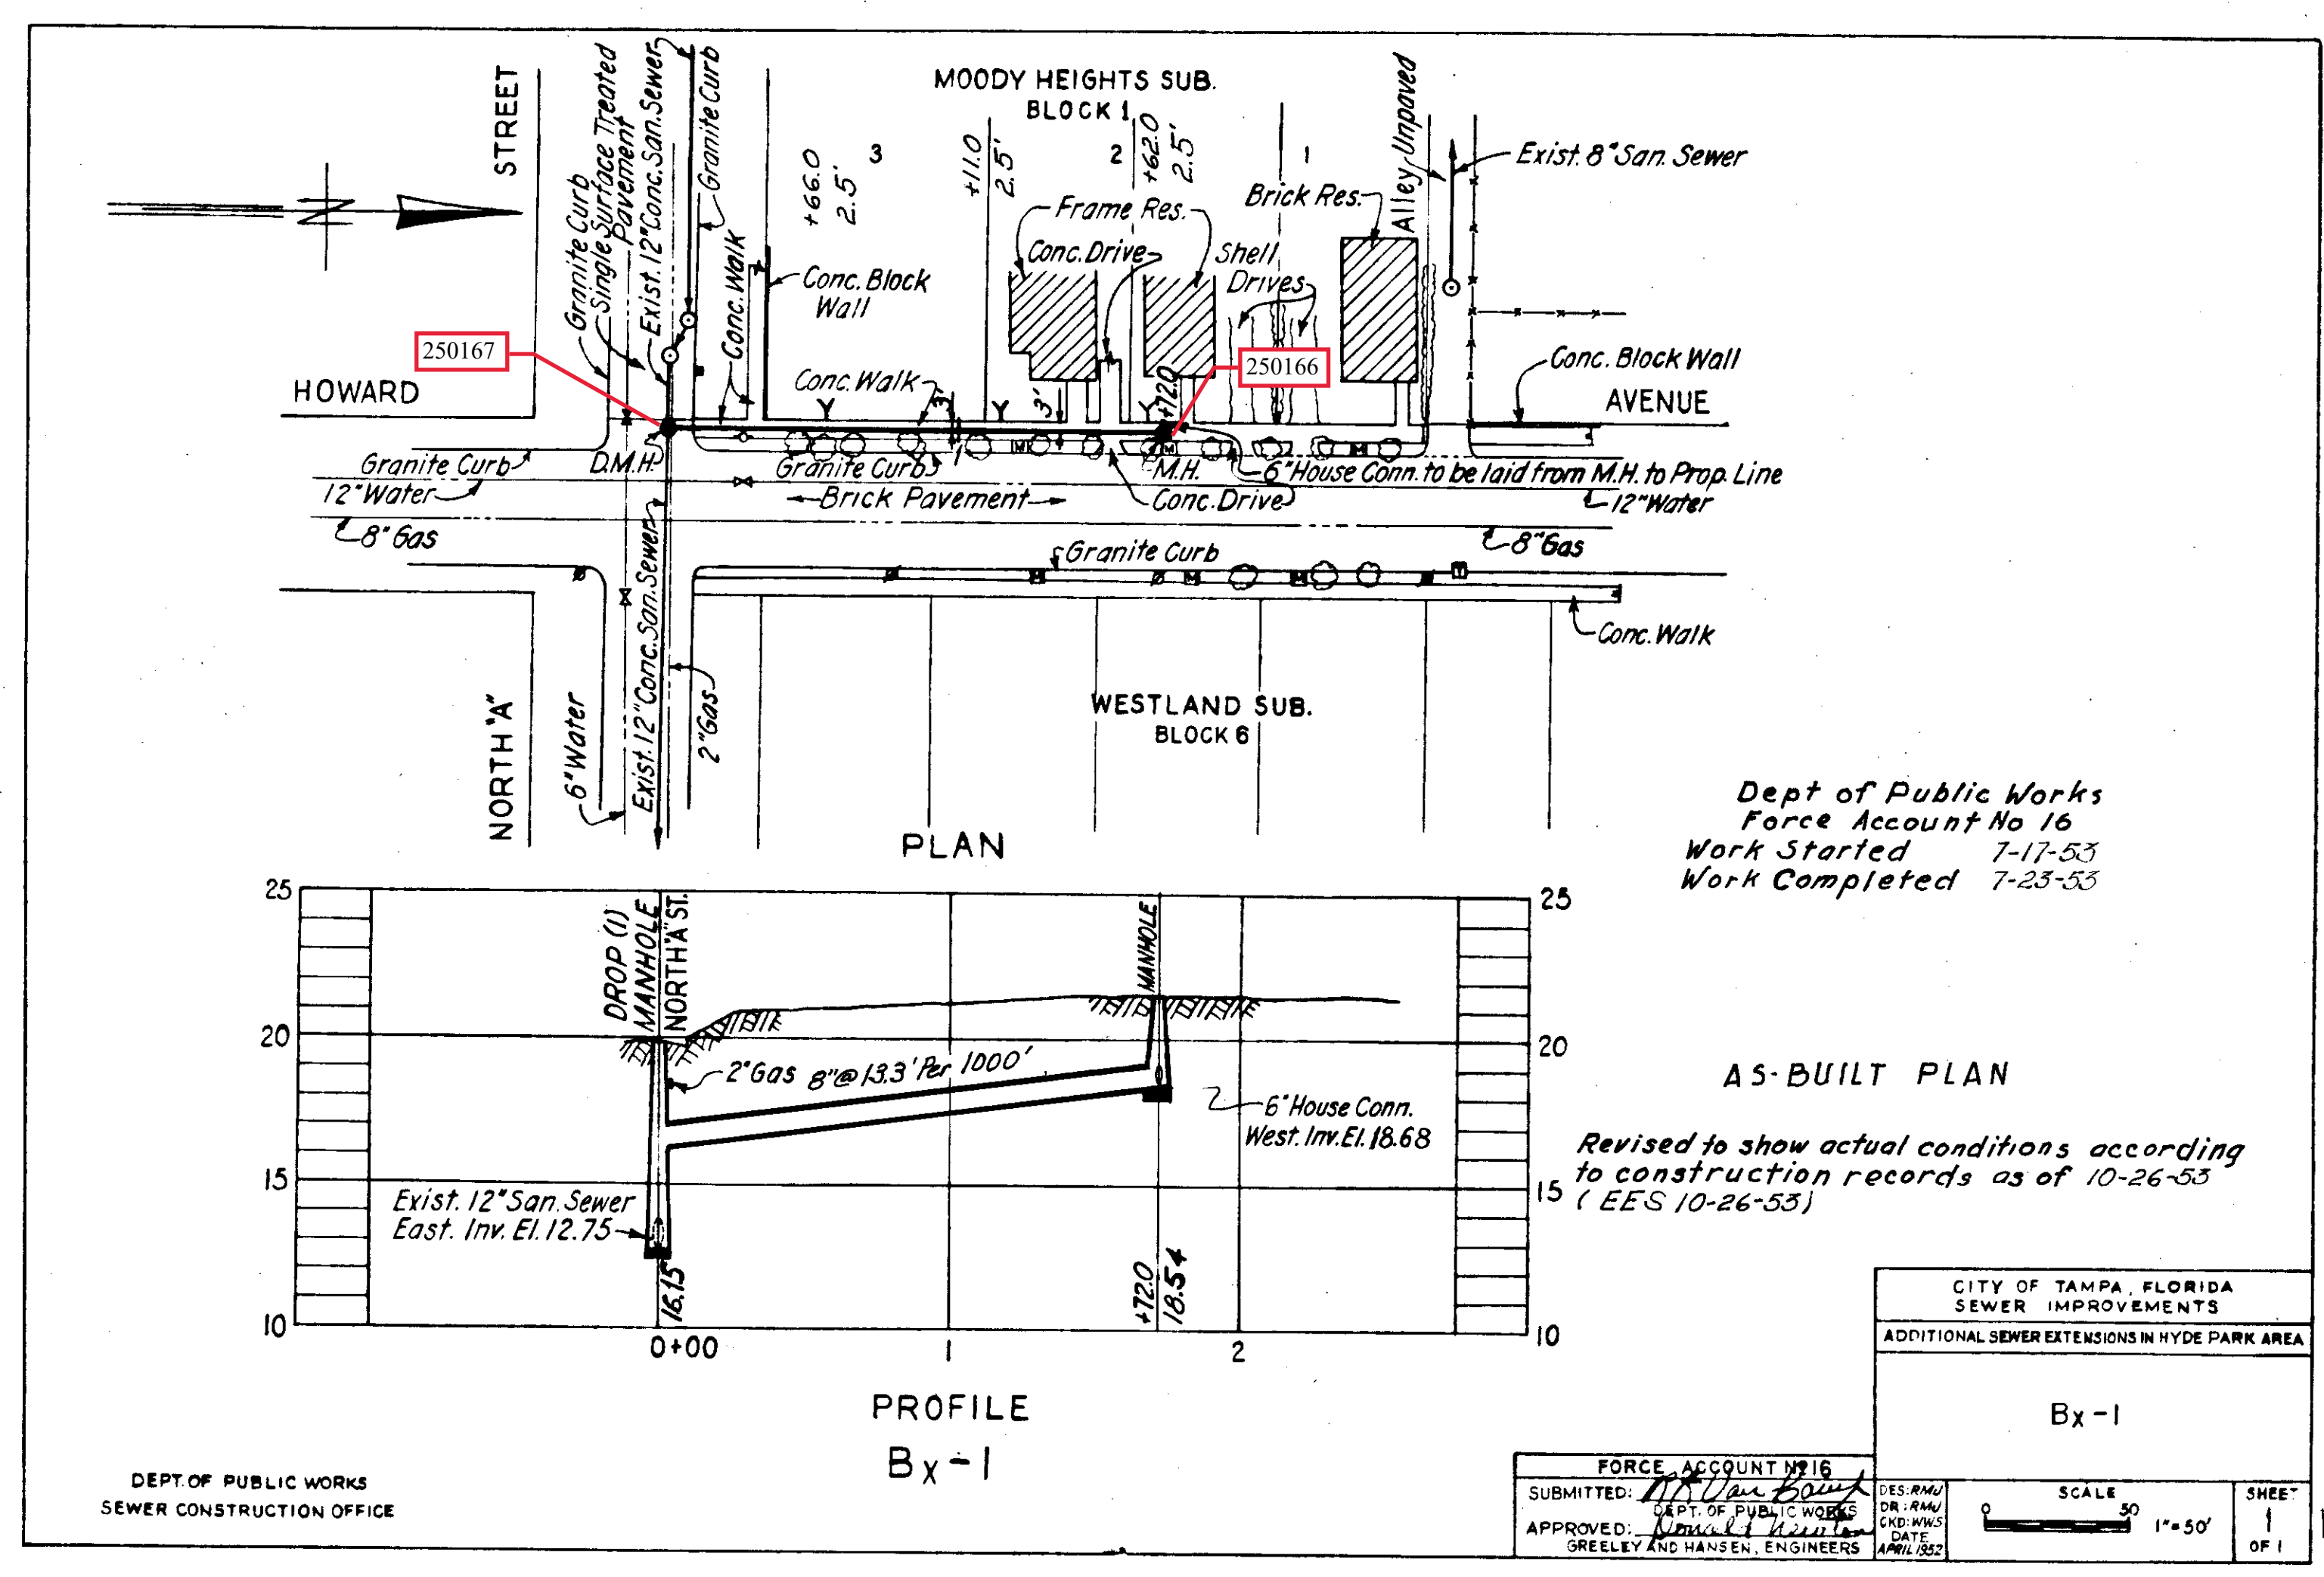 MOODY HEIGHTS SUB.
BLOCK 1
STREET
Granite Curb
Single Surface Treated
Pavement
Exist. 12" Conc. San. Sewer
Granite Curb
Conc. Walk
+66.0
2.5'
3
+11.0
2.5'
2
+62.0
2.5'
1
Alley Unpaved
Exist. 8" San. Sewer
Frame Res.
Brick Res.
Conc. Drive
Shell
Drives
Conc. Block
Wall
250167
250166
Conc. Block Wall
HOWARD
AVENUE
Conc. Walk
3'
3'
+72.0
Granite Curb
D.M.H.
Granite Curb
M.H.
6" House Conn. to be laid from M.H. to Prop. Line
12" Water
Brick Pavement
Conc. Drive
12" Water
8" Gas
8" Gas
Granite Curb
Conc. Walk
NORTH "A"
6" Water
Exist. 12" Conc. San. Sewer
2" Gas
WESTLAND SUB.
BLOCK 6
PLAN
Dept of Public Works
Force Account No 16
Work Started 7-17-53
Work Completed 7-23-53
25
20
15
10
DROP (1)
MANHOLE
NORTH "A" ST.
MANHOLE
2" Gas 8" @ 13.3' Per 1000'
6" House Conn.
West. Inv. El. 18.68
Exist. 12" San. Sewer
East. Inv. El. 12.75
16.15
+72.0
18.54
25
20
15
10
0+00
1
2
PROFILE
Bx-1
AS-BUILT PLAN
Revised to show actual conditions according
to construction records as of 10-26-53
(EES 10-26-53)
CITY OF TAMPA, FLORIDA
SEWER IMPROVEMENTS
ADDITIONAL SEWER EXTENSIONS IN HYDE PARK AREA
Bx-1
DEPT. OF PUBLIC WORKS
SEWER CONSTRUCTION OFFICE
FORCE ACCOUNT Nº 16
SUBMITTED:
DEPT. OF PUBLIC WORKS
APPROVED: Donald Newton
GREELEY AND HANSEN, ENGINEERS
DES: RMJ
DR: RMJ
CKD: WWS
DATE
APRIL 1952
SCALE
0 50
1"=50'
SHEET
1
OF 1